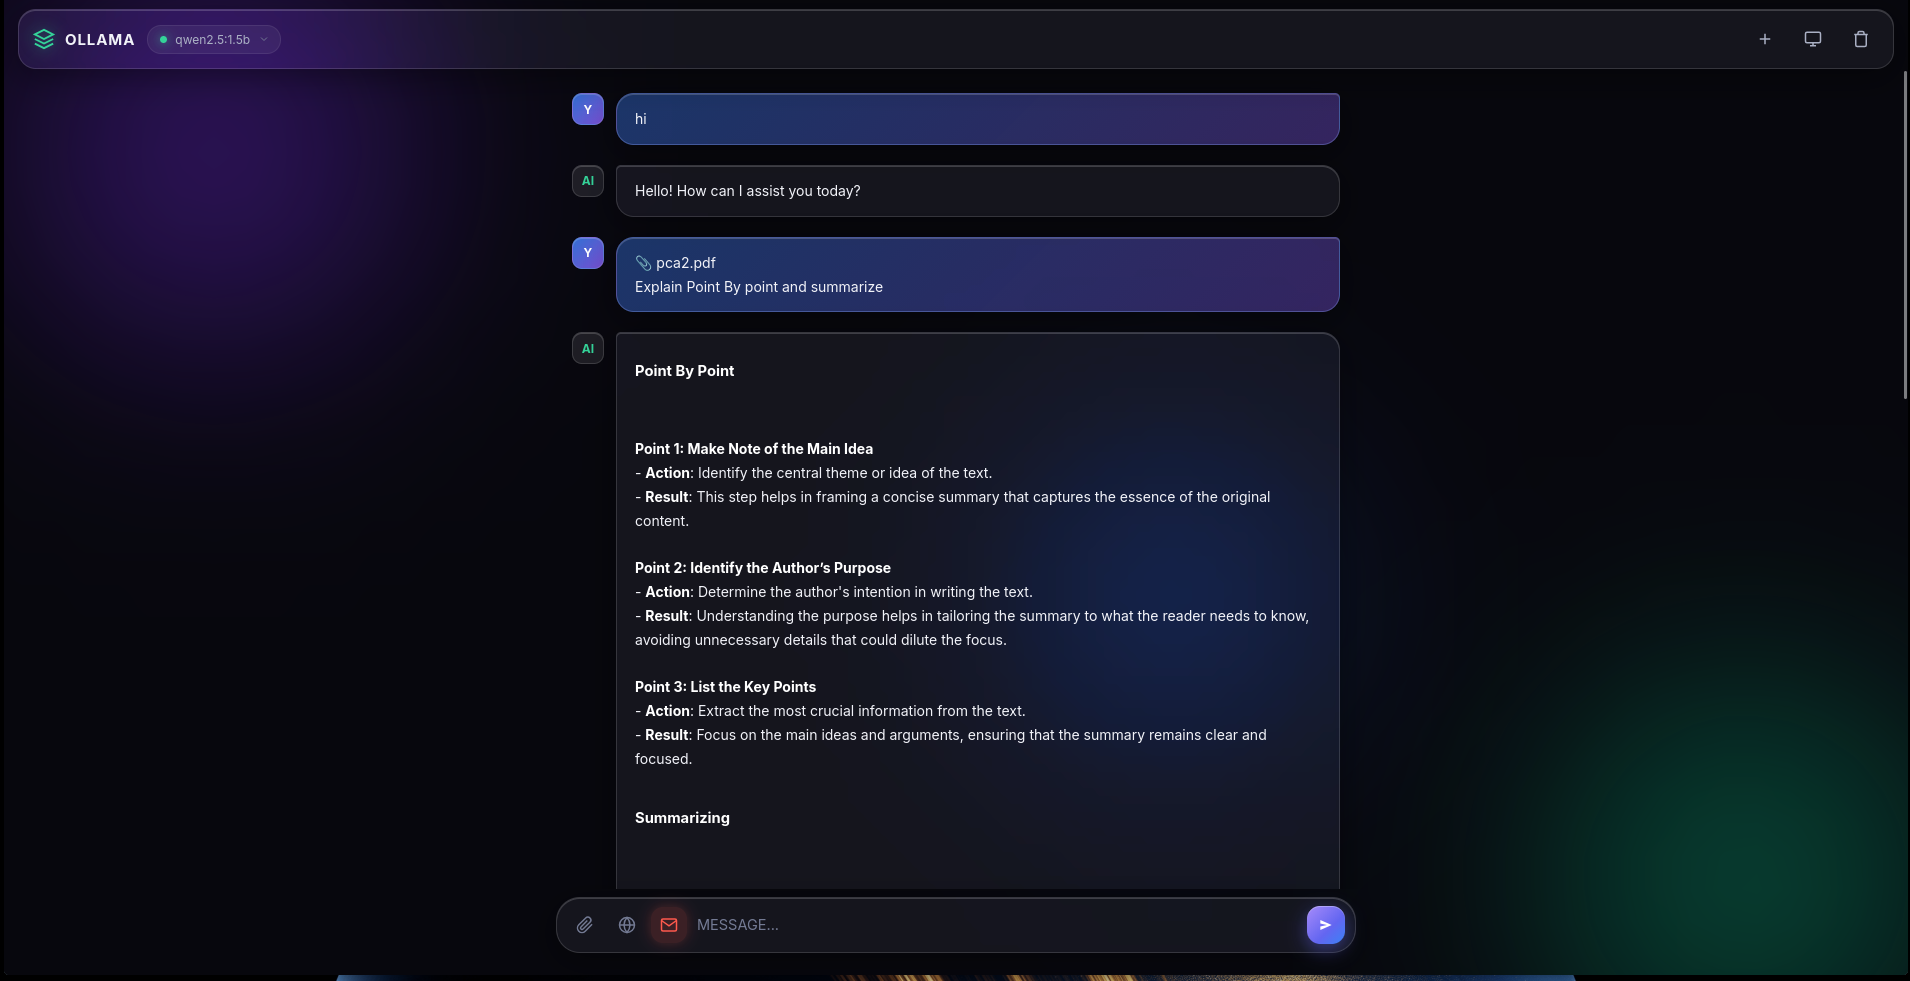 OLLAMA
qwen2.5:1.5b
Y
hi
AI
Hello! How can I assist you today?
Y
📎 pca2.pdf
Explain Point By point and summarize
AI
Point By Point
Point 1: Make Note of the Main Idea
- Action: Identify the central theme or idea of the text.
- Result: This step helps in framing a concise summary that captures the essence of the original
content.
Point 2: Identify the Author’s Purpose
- Action: Determine the author's intention in writing the text.
- Result: Understanding the purpose helps in tailoring the summary to what the reader needs to know,
avoiding unnecessary details that could dilute the focus.
Point 3: List the Key Points
- Action: Extract the most crucial information from the text.
- Result: Focus on the main ideas and arguments, ensuring that the summary remains clear and
focused.
Summarizing
MESSAGE...